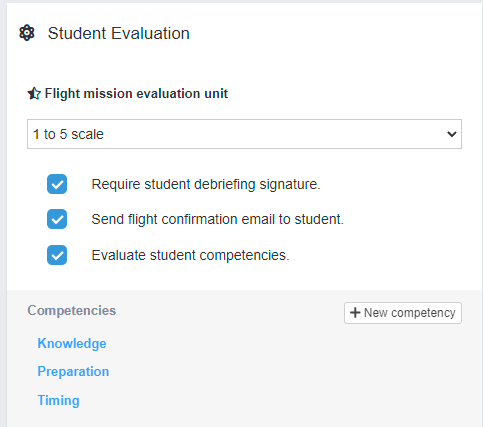 Student Evaluation
Flight mission evaluation unit
1 to 5 scale
Require student debriefing signature.
Send flight confirmation email to student.
Evaluate student competencies.
Competencies
New competency
Knowledge
Preparation
Timing